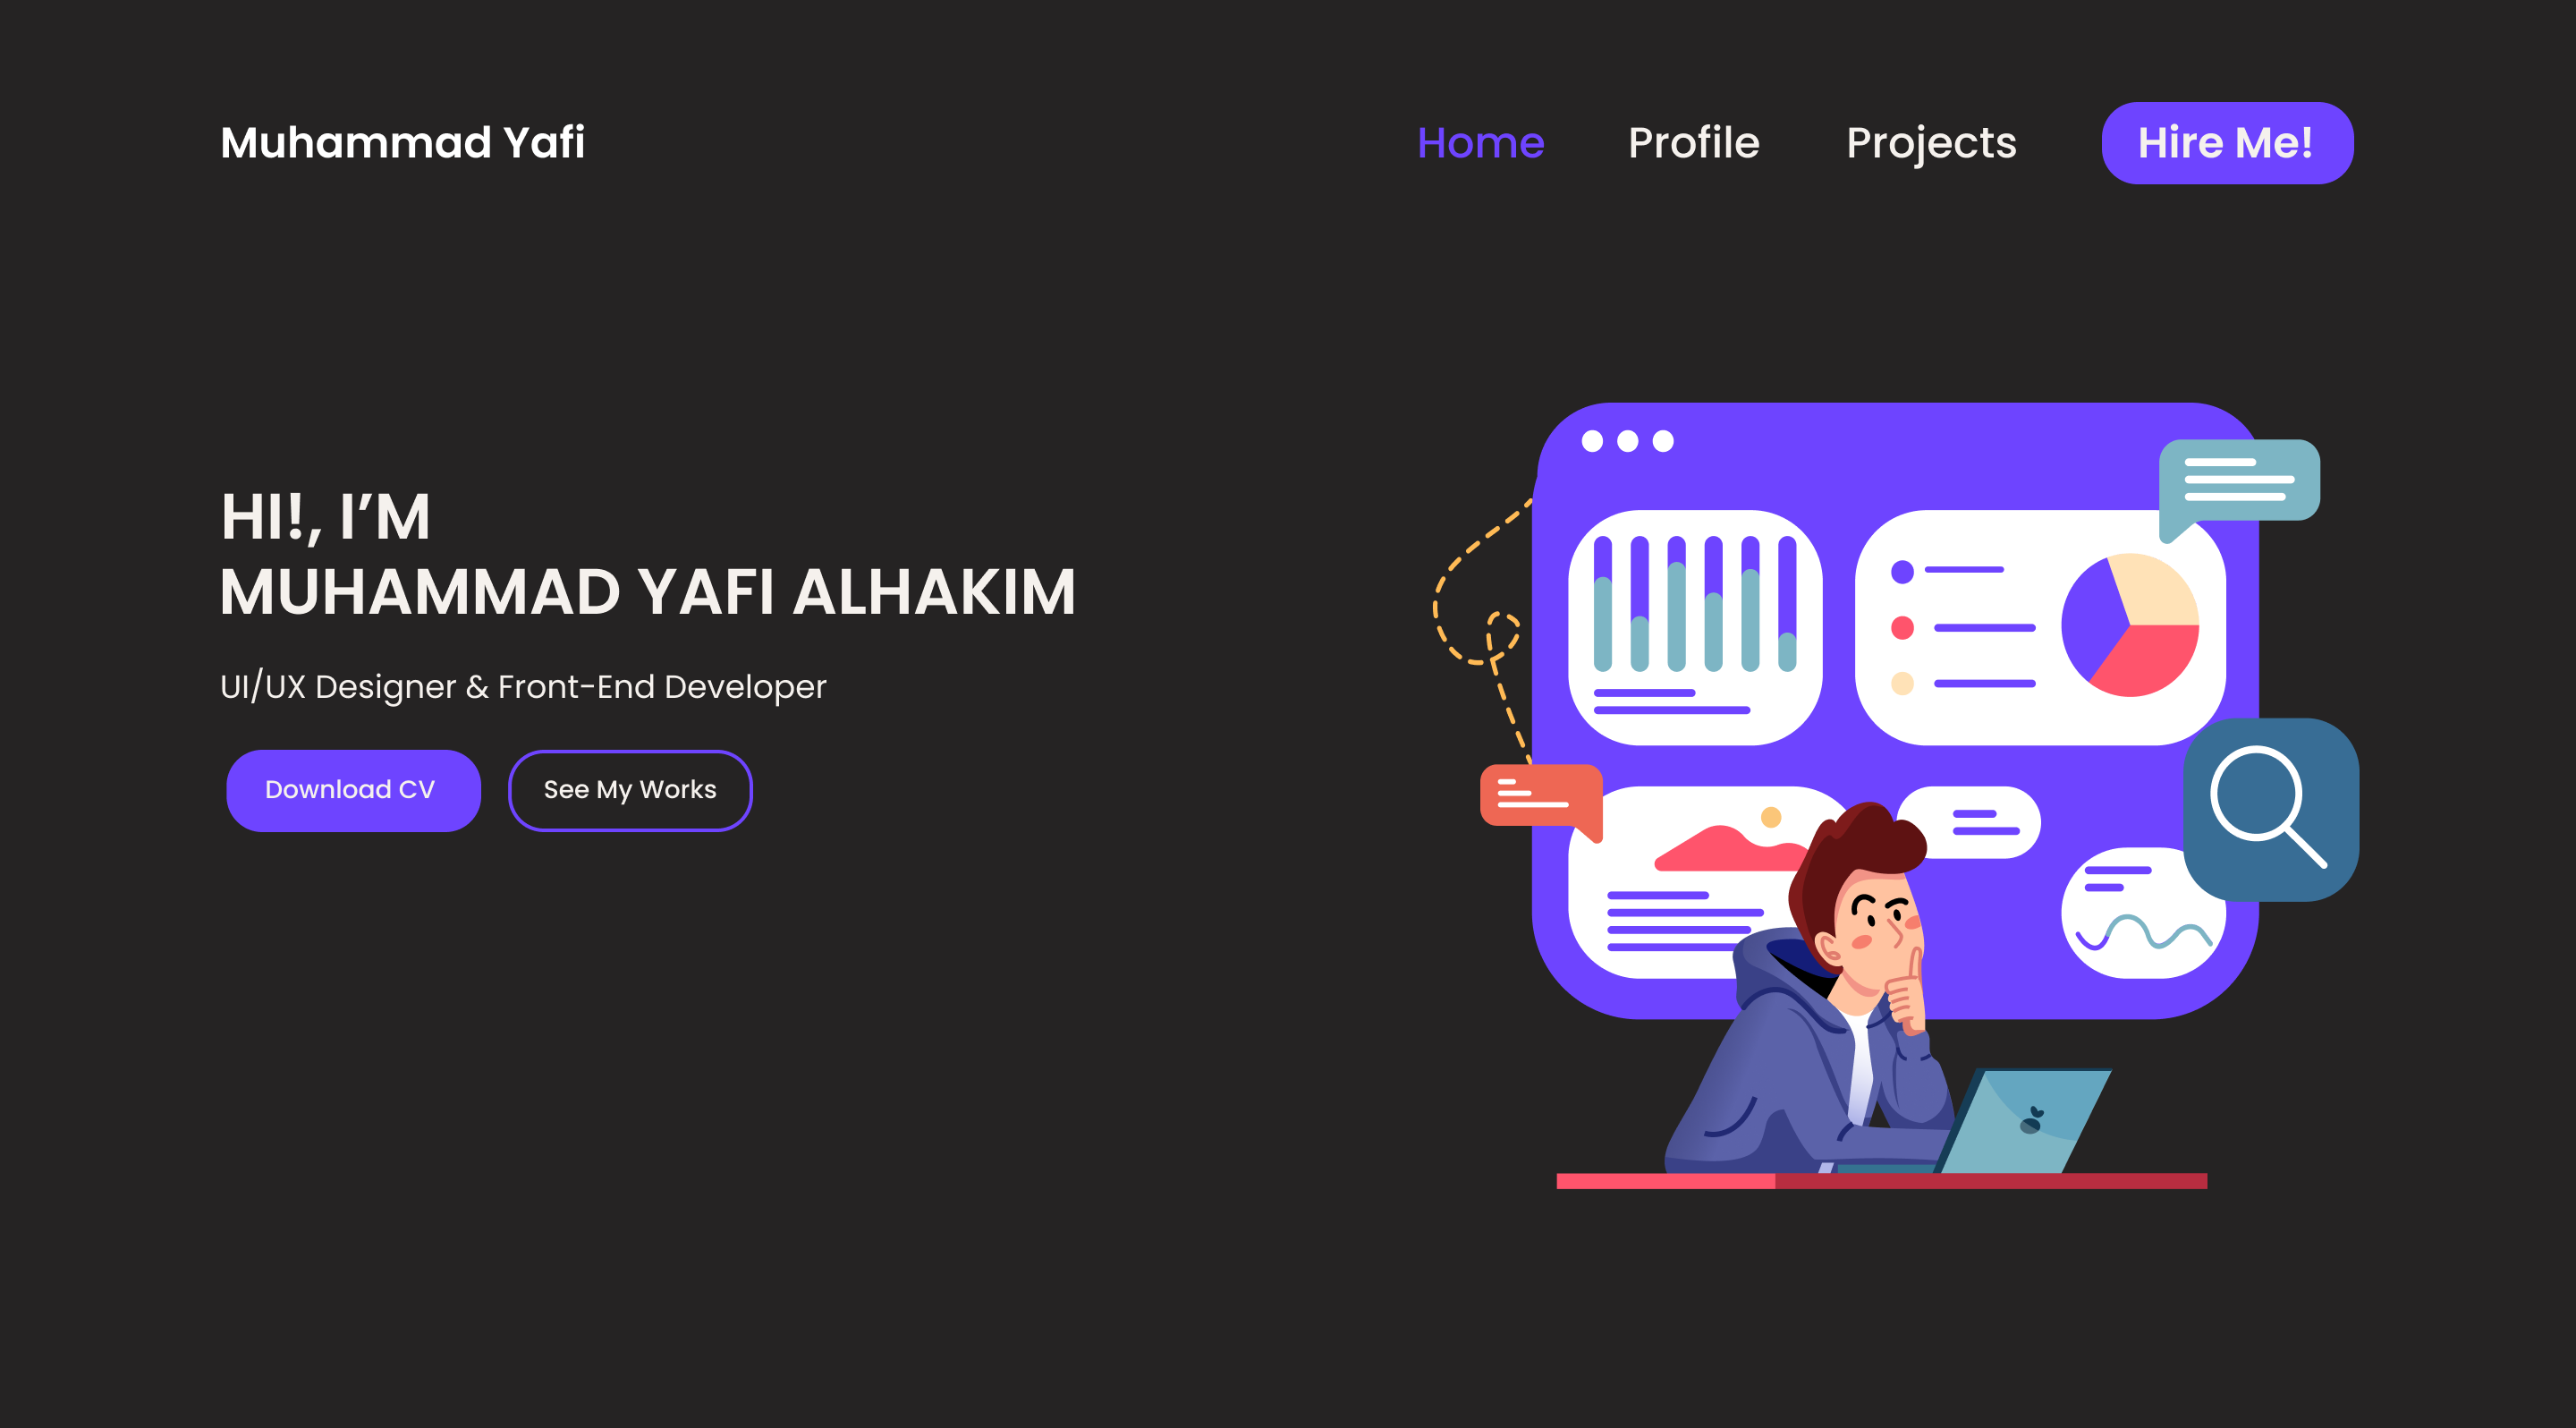 Muhammad Yafi
Home Profile Projects Hire Me!
HI!, I’M
MUHAMMAD YAFI ALHAKIM
UI/UX Designer & Front-End Developer
Download CV See My Works